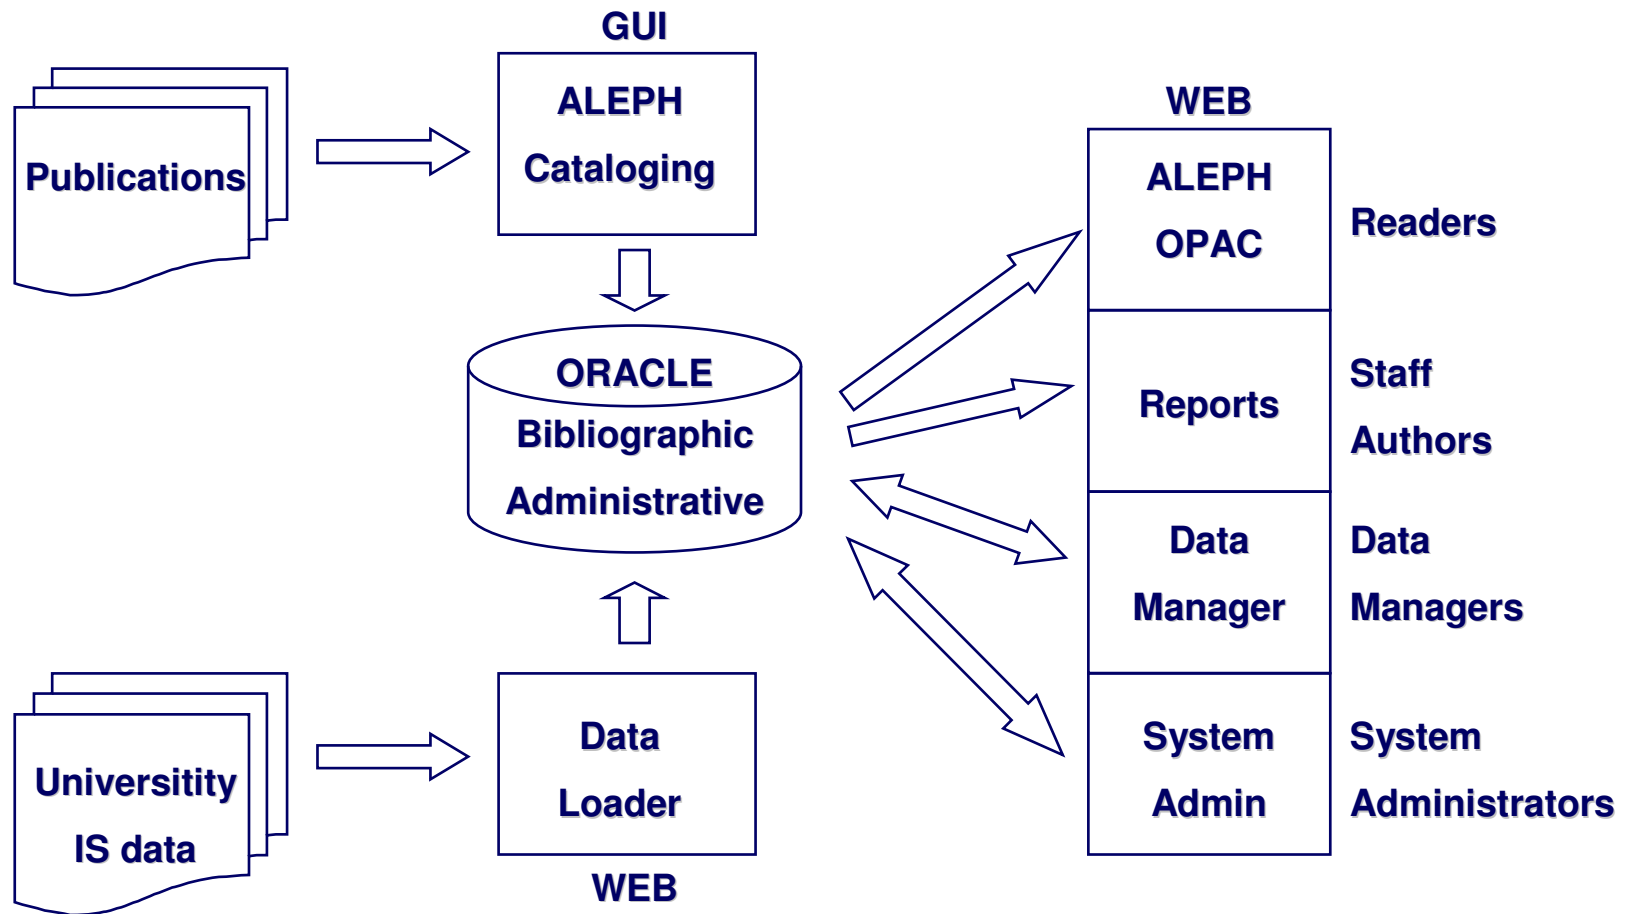 GUI
ALEPH
Cataloging
Publications
WEB
ALEPH
OPAC
Readers
ORACLE
Bibliographic
Administrative
Reports
Staff
Authors
Data
Manager
Data
Managers
Universitity
IS data
Data
Loader
WEB
System
Admin
System
Administrators